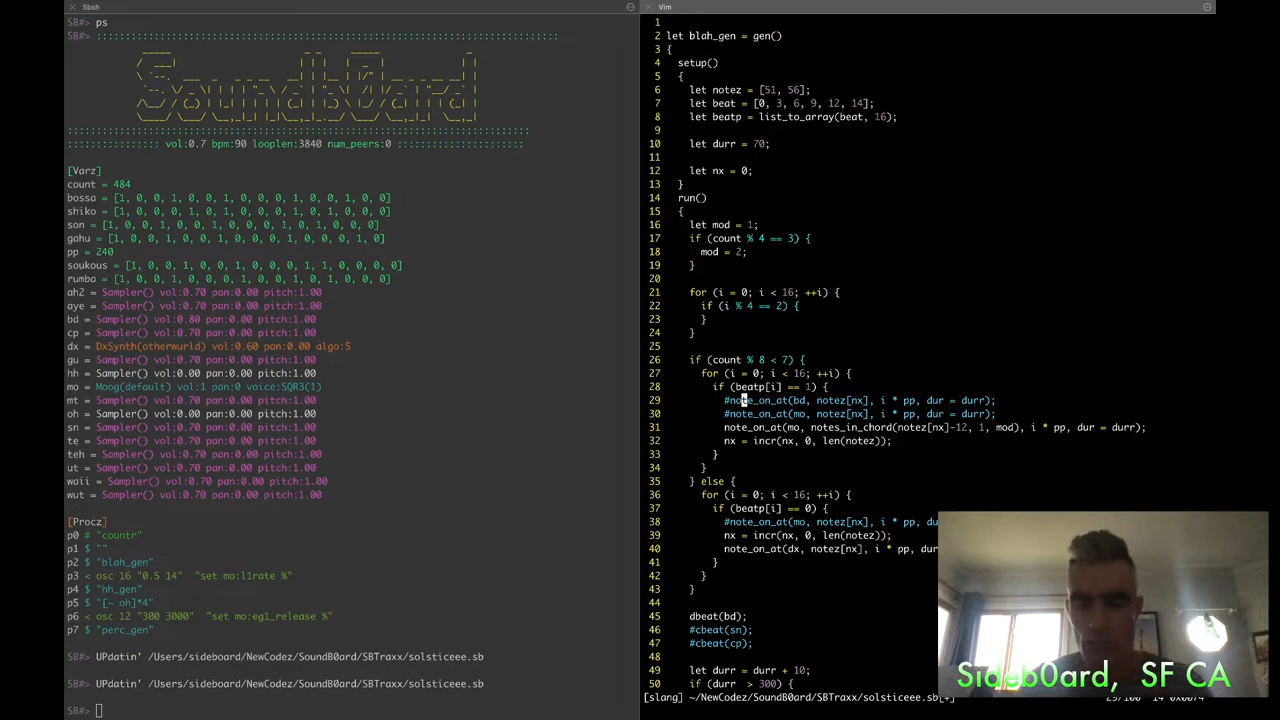 Sbsh
SB#> ps
SB#> ::::::::::::::::::::::::::::::::::::::::::::::::::::::::::::::::::::::::::::::::
SoundB0ard
::::::::::::::::::::::::::::::::::::::::::::::::::::::::::::::::::::::::::::::::
:::::::::::::::: vol:0.7 bpm:90 looplen:3840 num_peers:0 ::::::::::::::::::::::
[Varz]
count = 484
bossa = [1, 0, 0, 1, 0, 0, 1, 0, 0, 0, 1, 0, 0, 1, 0, 0]
shiko = [1, 0, 0, 0, 1, 0, 1, 0, 0, 0, 1, 0, 1, 0, 0, 0]
son = [1, 0, 0, 1, 0, 0, 1, 0, 0, 0, 1, 0, 1, 0, 0, 0]
gahu = [1, 0, 0, 1, 0, 0, 1, 0, 0, 0, 1, 0, 0, 0, 1, 0]
pp = 240
soukous = [1, 0, 0, 1, 0, 0, 1, 0, 0, 0, 1, 1, 0, 0, 0, 0]
rumba = [1, 0, 0, 1, 0, 0, 0, 1, 0, 0, 1, 0, 1, 0, 0, 0]
ah2 = Sampler() vol:0.70 pan:0.00 pitch:1.00
aye = Sampler() vol:0.70 pan:0.00 pitch:1.00
bd = Sampler() vol:0.80 pan:0.00 pitch:1.00
cp = Sampler() vol:0.70 pan:0.00 pitch:1.00
dx = DxSynth(otherwurld) vol:0.60 pan:0.00 algo:5
gu = Sampler() vol:0.70 pan:0.00 pitch:1.00
hh = Sampler() vol:0.00 pan:0.00 pitch:1.00
mo = Moog(default) vol:1 pan:0 voice:SQR3(1)
mt = Sampler() vol:0.70 pan:0.00 pitch:1.00
oh = Sampler() vol:0.00 pan:0.00 pitch:1.00
sn = Sampler() vol:0.70 pan:0.00 pitch:1.00
te = Sampler() vol:0.70 pan:0.00 pitch:1.00
teh = Sampler() vol:0.70 pan:0.00 pitch:1.00
ut = Sampler() vol:0.70 pan:0.00 pitch:1.00
waii = Sampler() vol:0.70 pan:0.00 pitch:1.00
wut = Sampler() vol:0.70 pan:0.00 pitch:1.00
[Procz]
p0 # "countr"
p1 $ ""
p2 $ "blah_gen"
p3 < osc 16 "0.5 14" "set mo:l1rate %"
p4 $ "hh_gen"
p5 $ "[~ oh]*4"
p6 < osc 12 "300 3000" "set mo:eg1_release %"
p7 $ "perc_gen"
SB#> UPdatin' /Users/sideboard/NewCodez/SoundB0ard/SBTraxx/solsticeee.sb
SB#> UPdatin' /Users/sideboard/NewCodez/SoundB0ard/SBTraxx/solsticeee.sb
SB#>
Vim
1
2 let blah_gen = gen()
3 {
4 setup()
5 {
6 let notez = [51, 56];
7 let beat = [0, 3, 6, 9, 12, 14];
8 let beatp = list_to_array(beat, 16);
9
10 let durr = 70;
11
12 let nx = 0;
13 }
14 run()
15 {
16 let mod = 1;
17 if (count % 4 == 3) {
18 mod = 2;
19 }
20
21 for (i = 0; i < 16; ++i) {
22 if (i % 4 == 2) {
23 }
24 }
25
26 if (count % 8 < 7) {
27 for (i = 0; i < 16; ++i) {
28 if (beatp[i] == 1) {
29 #note_on_at(bd, notez[nx], i * pp, dur = durr);
30 #note_on_at(mo, notez[nx], i * pp, dur = durr);
31 note_on_at(mo, notes_in_chord(notez[nx]-12, 1, mod), i * pp, dur = durr);
32 nx = incr(nx, 0, len(notez));
33 }
34 }
35 } else {
36 for (i = 0; i < 16; ++i) {
37 if (beatp[i] == 0) {
38 #note_on_at(mo, notez[nx], i * pp, dur
39 nx = incr(nx, 0, len(notez));
40 note_on_at(dx, notez[nx], i * pp, dur
41 }
42 }
43 }
44
45 dbeat(bd);
46 #cbeat(sn);
47 #cbeat(cp);
48
49 let durr = durr + 10;
50 if (durr > 300) {
[slang] ~/NewCodez/SoundB0ard/SBTraxx/solsticeee.sb[+]
Sideb0ard, SF CA